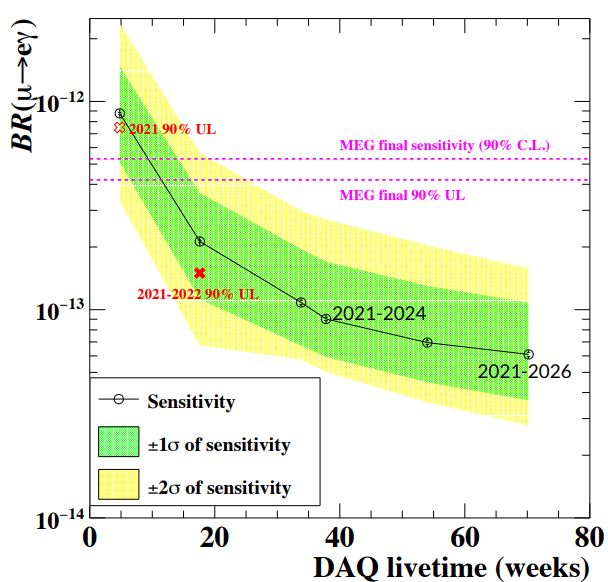 BR(μ→eγ)
10⁻¹²
2021 90% UL
MEG final sensitivity (90% C.L.)
MEG final 90% UL
2021-2022 90% UL
10⁻¹³
2021-2024
2021-2026
Sensitivity
±1σ of sensitivity
±2σ of sensitivity
10⁻¹⁴
0 20 40 60 80
DAQ livetime (weeks)